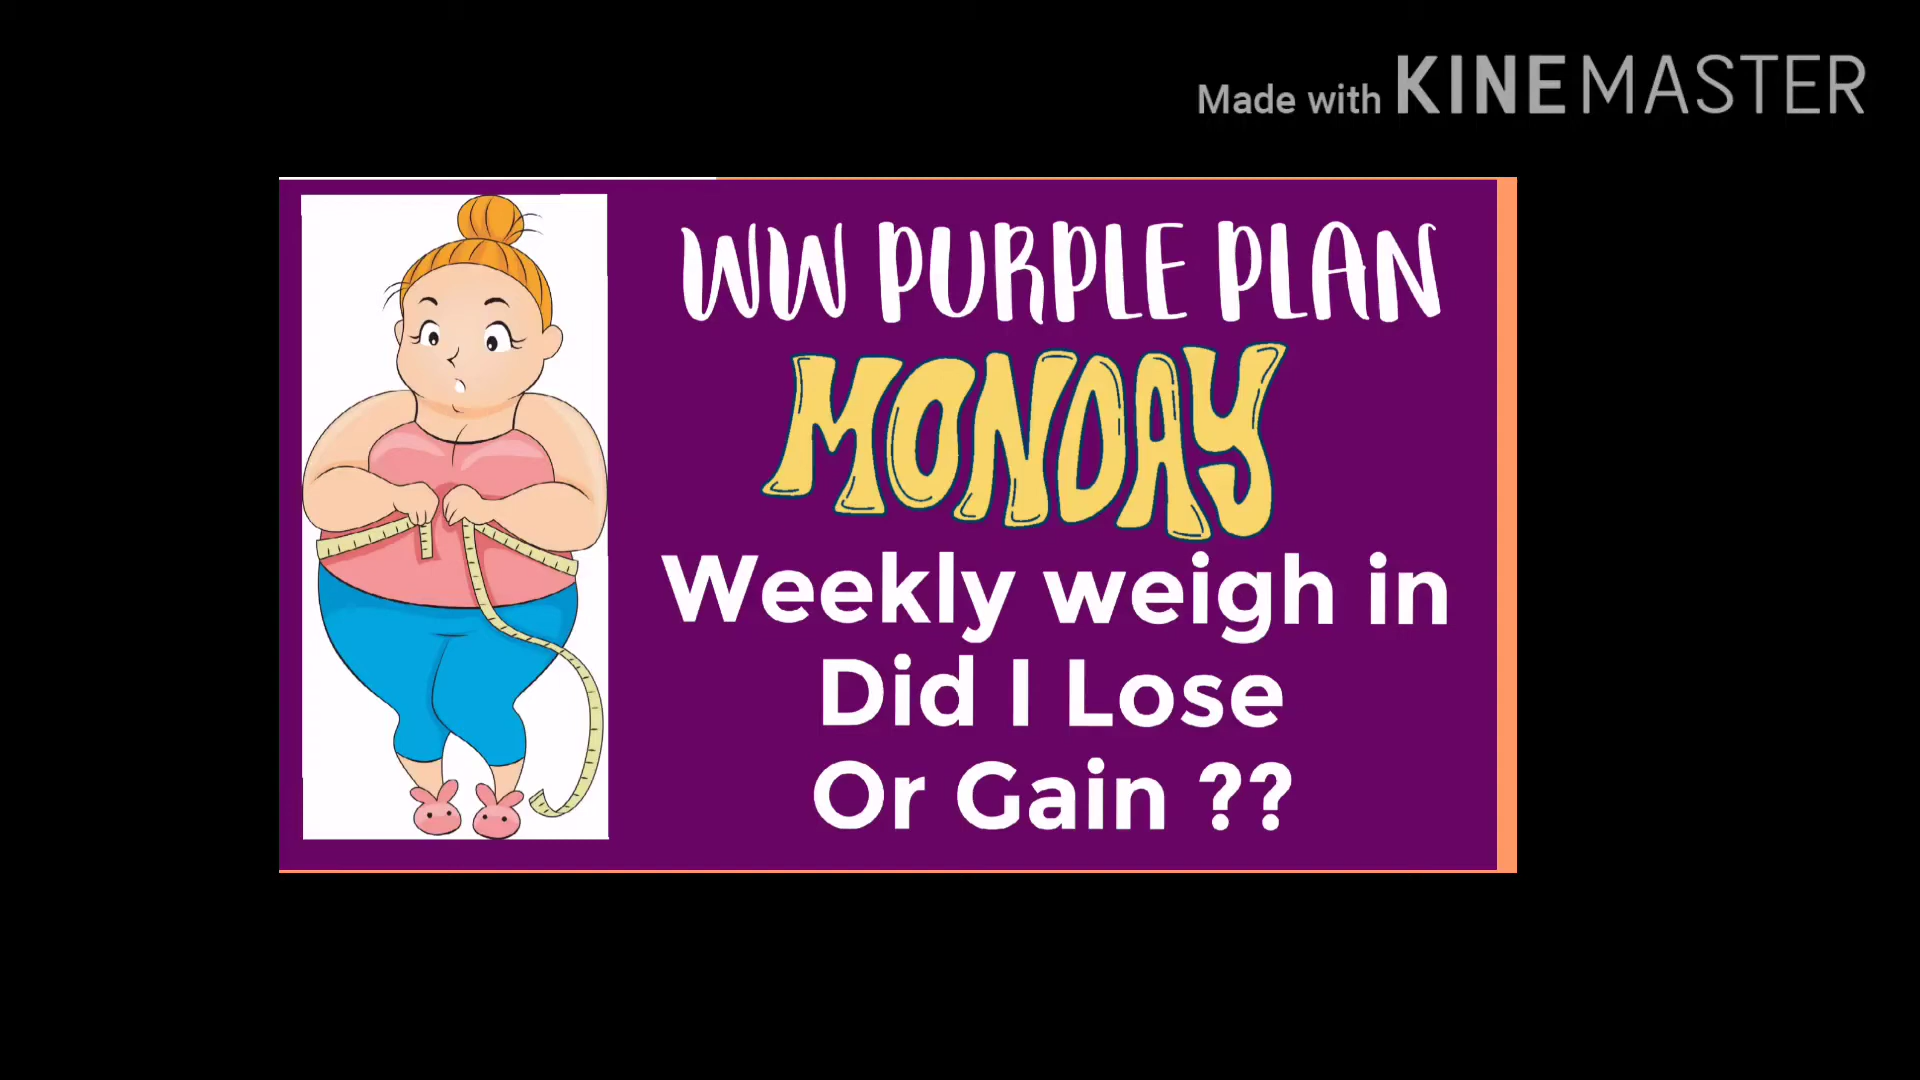 Made with KINEMASTER
WW PURPLE PLAN
MONDAY
Weekly weigh in
Did I Lose
Or Gain ??